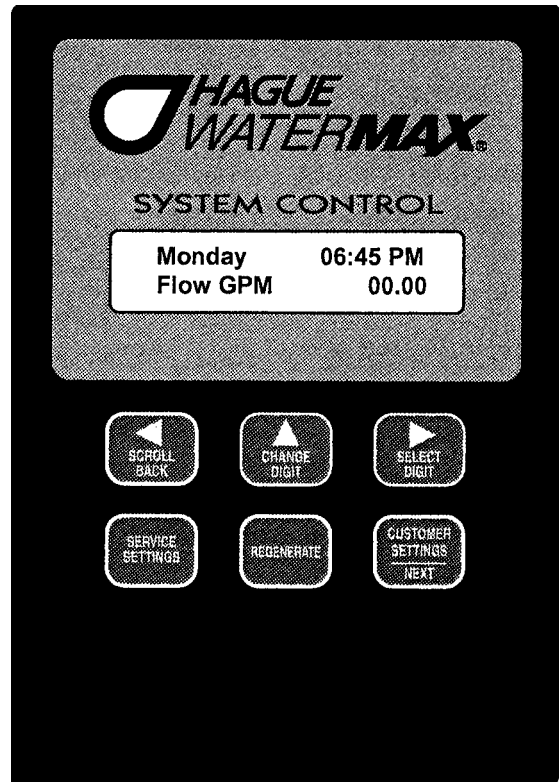 HAGUE
WATERMAX®
SYSTEM CONTROL
Monday 06:45 PM
Flow GPM 00.00
SCROLL
BACK
CHANGE
DIGIT
SELECT
DIGIT
SERVICE
SETTINGS
REGENERATE
CUSTOMER
SETTINGS
NEXT